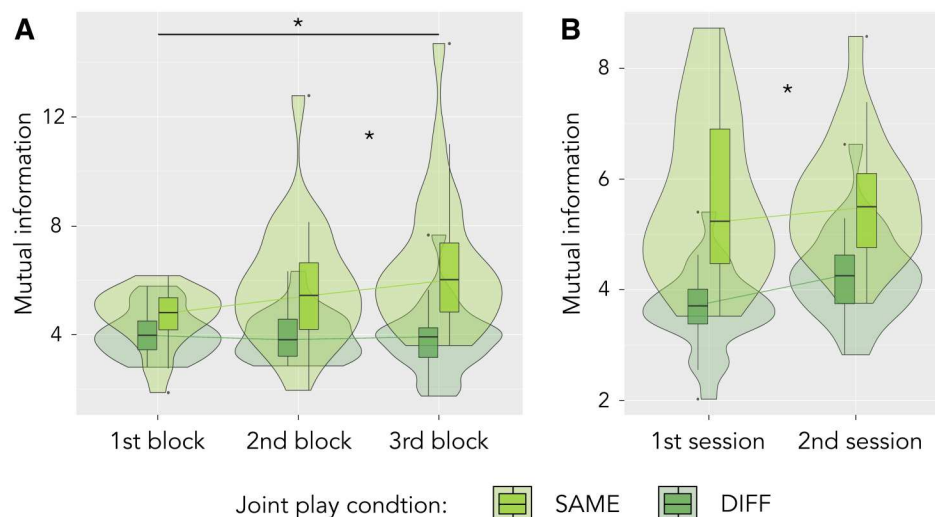 A
*
*
Mutual information
12
8
4
1st block 2nd block 3rd block
B
*
Mutual information
8
6
4
2
1st session 2nd session
Joint play condtion: SAME DIFF